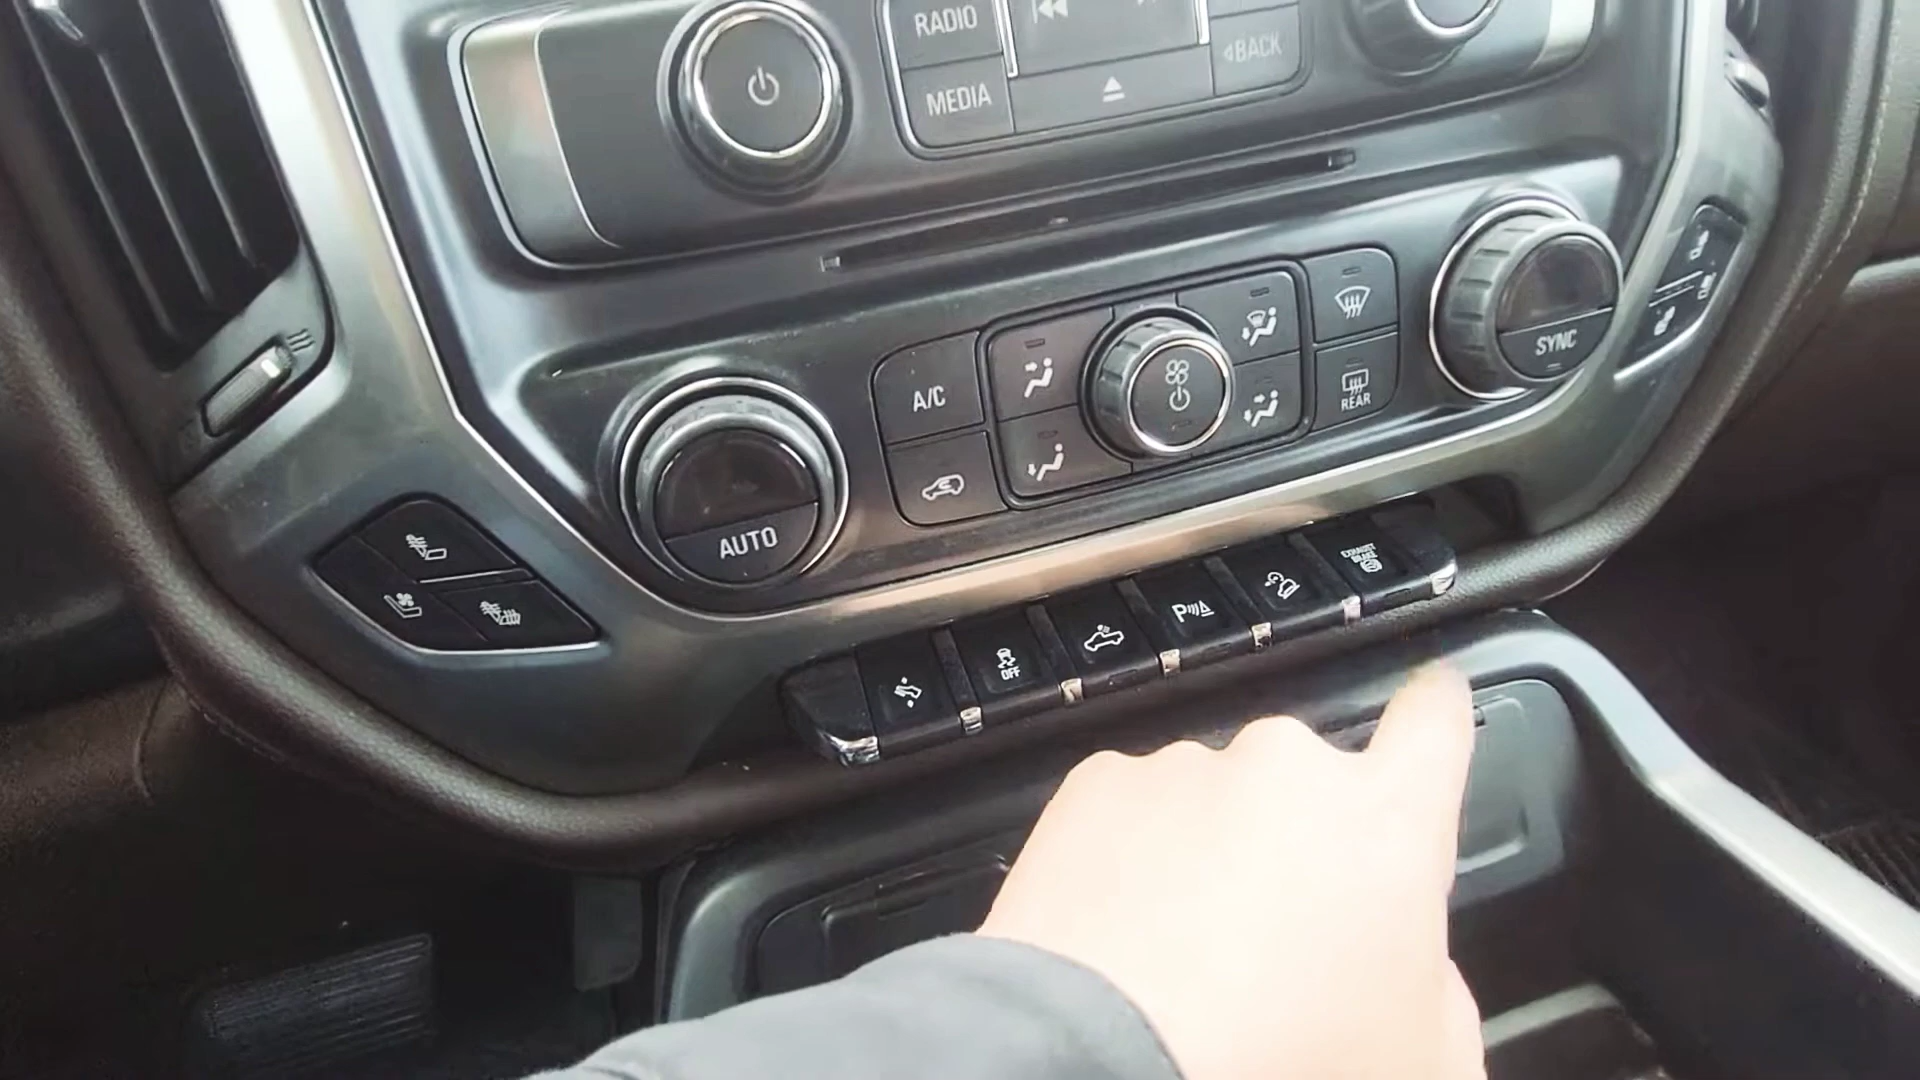 RADIO
MEDIA
BACK
A/C
AUTO
REAR
SYNC
OFF
P
EXHAUST
BRAKE